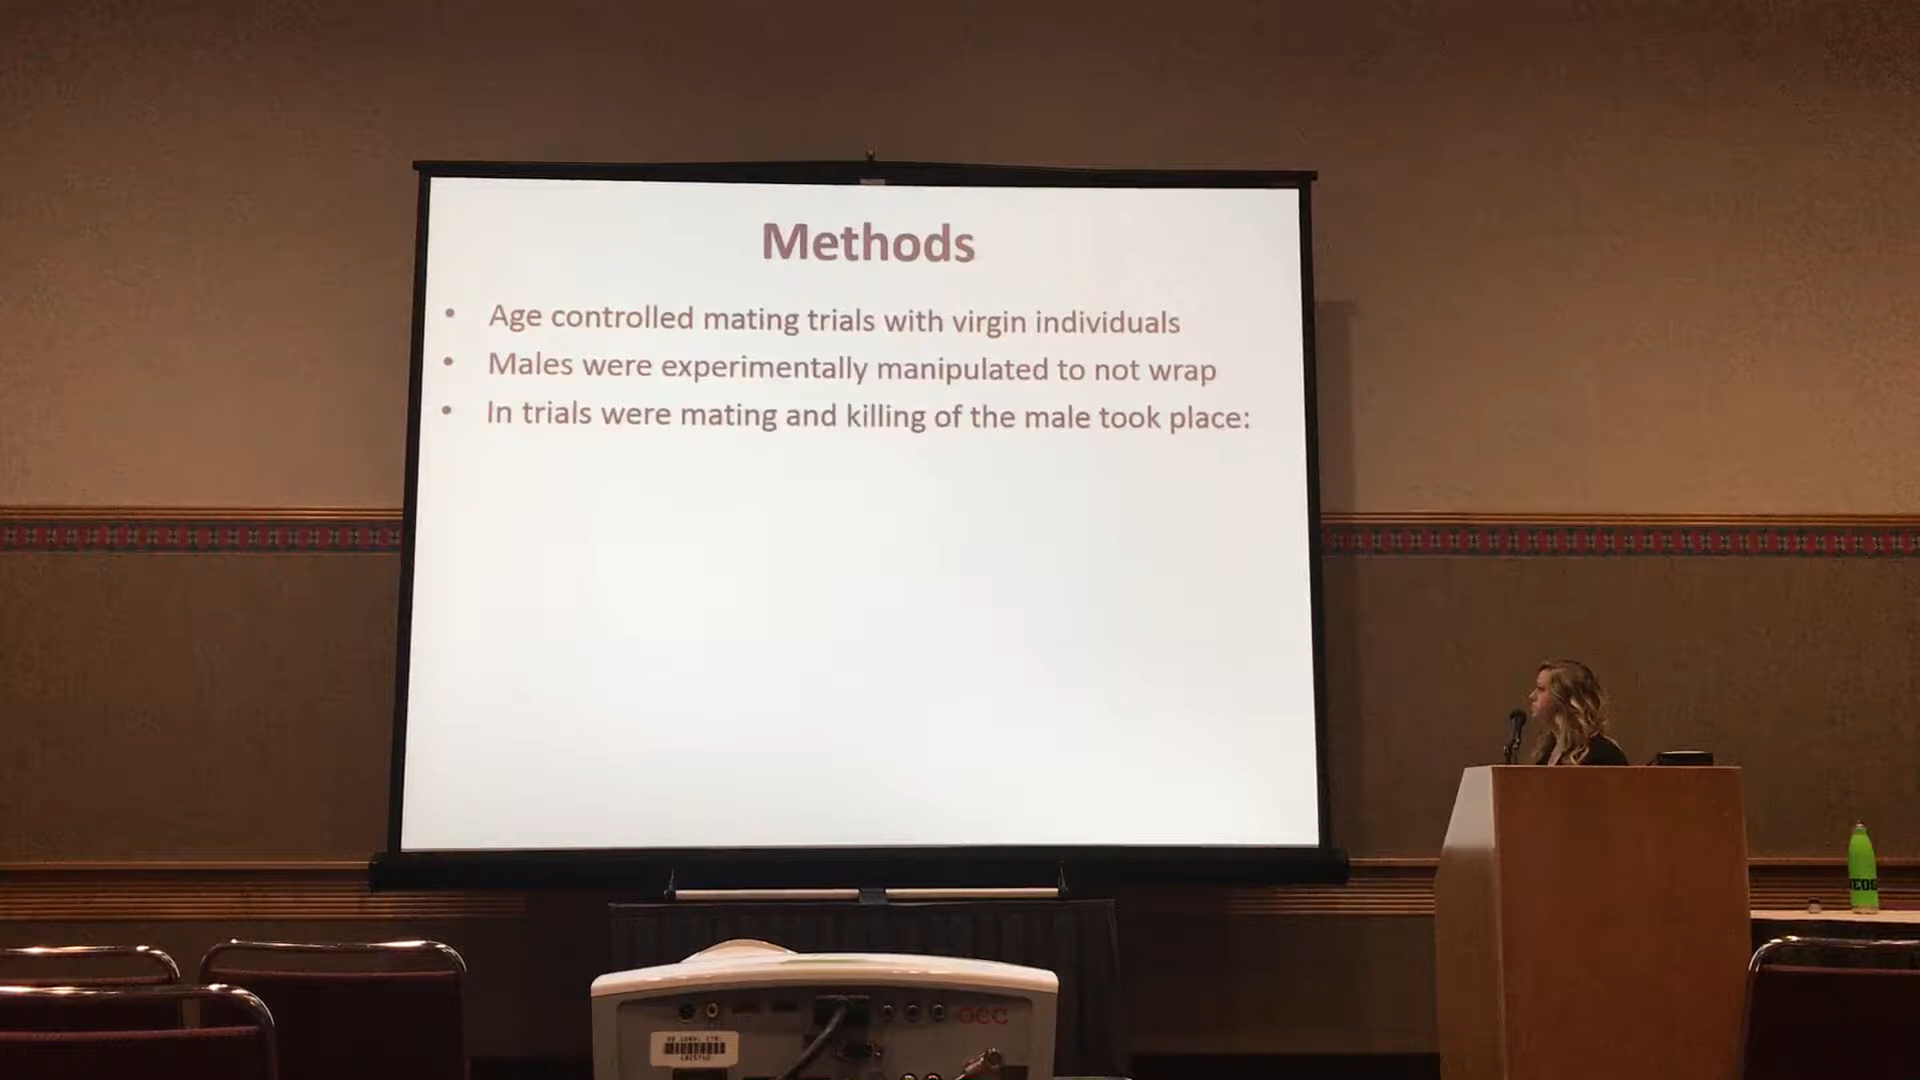 Methods
• Age controlled mating trials with virgin individuals
• Males were experimentally manipulated to not wrap
• In trials were mating and killing of the male took place:
OCC